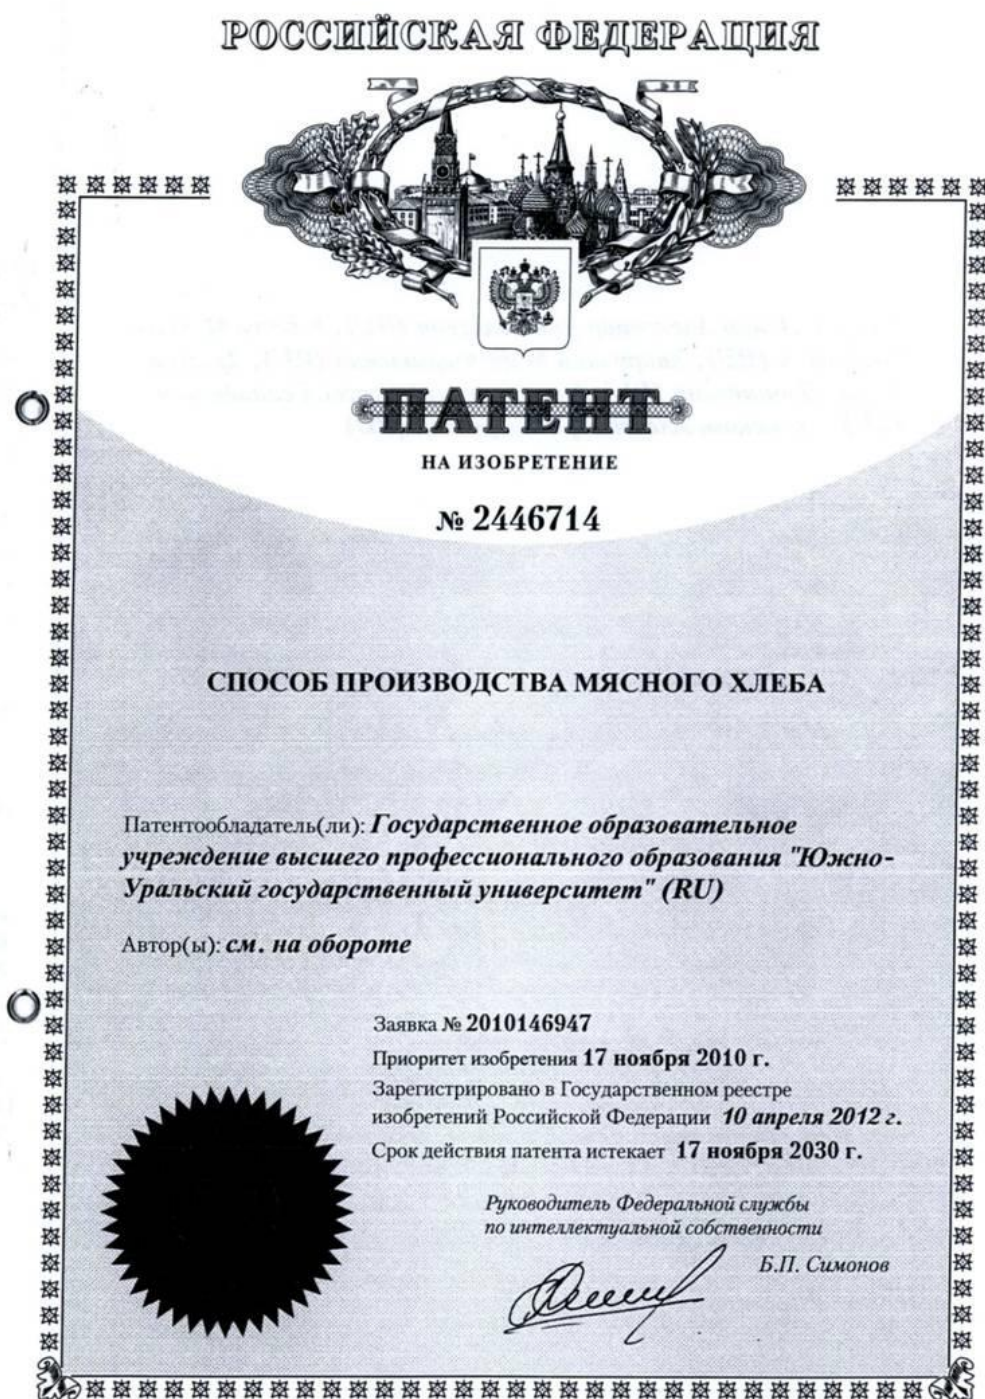 РОССИЙСКАЯ ФЕДЕРАЦИЯ
ПАТЕНТ
НА ИЗОБРЕТЕНИЕ
№ 2446714
СПОСОБ ПРОИЗВОДСТВА МЯСНОГО ХЛЕБА
Патентообладатель(ли): Государственное образовательное
учреждение высшего профессионального образования "Южно-
Уральский государственный университет" (RU)
Автор(ы): см. на обороте
Заявка № 2010146947
Приоритет изобретения 17 ноября 2010 г.
Зарегистрировано в Государственном реестре
изобретений Российской Федерации 10 апреля 2012 г.
Срок действия патента истекает 17 ноября 2030 г.
Руководитель Федеральной службы
по интеллектуальной собственности
Б.П. Симонов